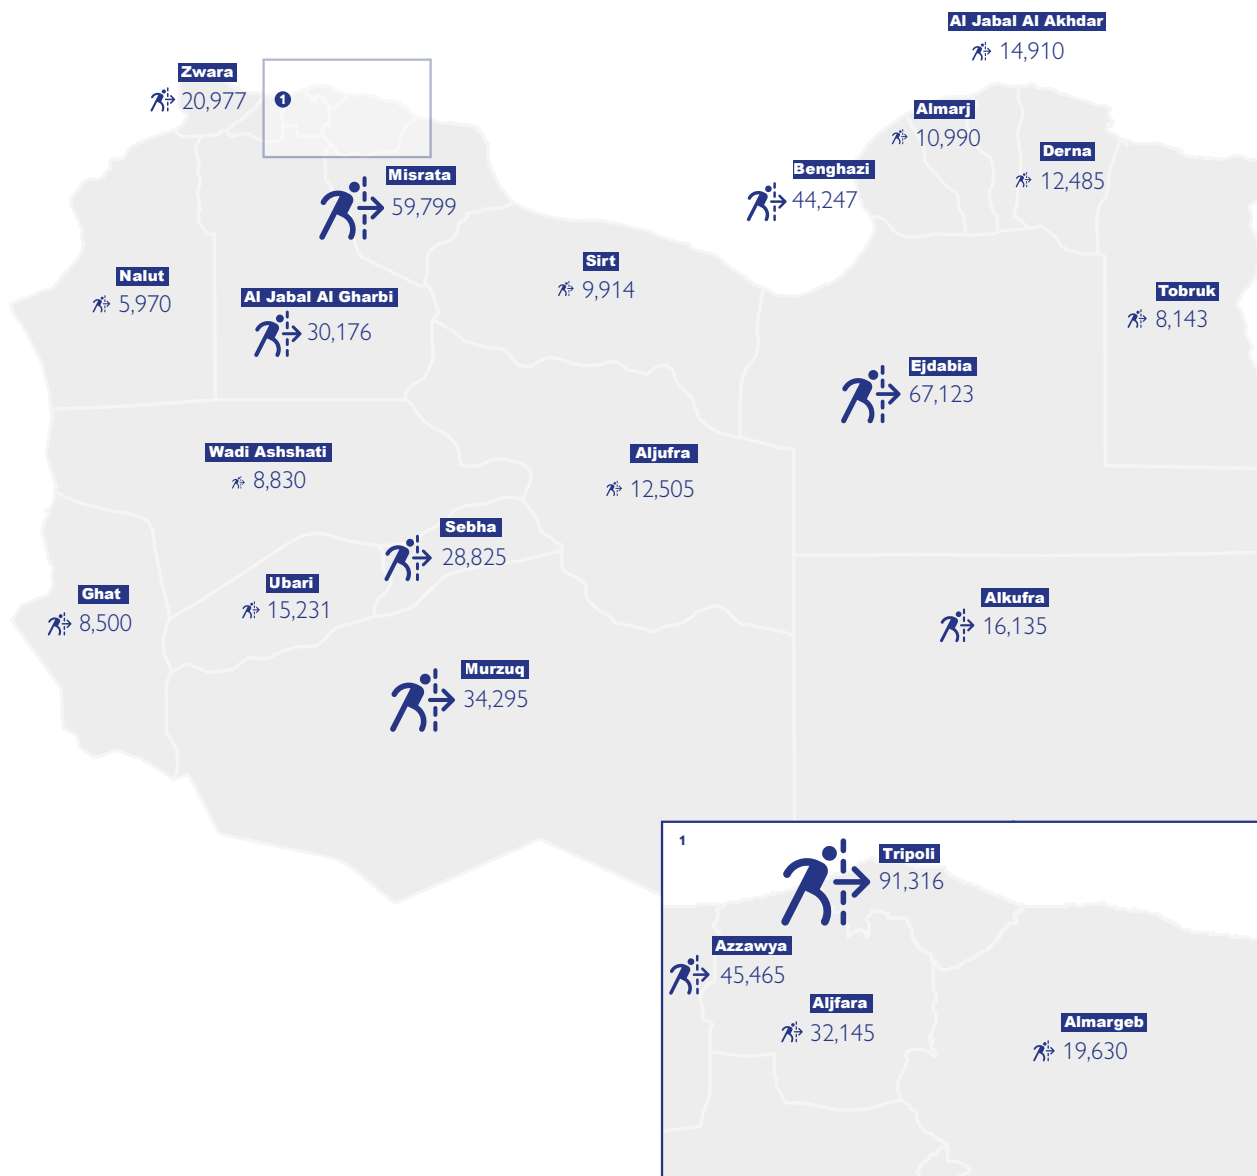 Al Jabal Al Akhdar
14,910
Zwara
20,977
1
Almarj
10,990
Derna
12,485
Benghazi
44,247
Misrata
59,799
Sirt
9,914
Nalut
5,970
Al Jabal Al Gharbi
30,176
Tobruk
8,143
Ejdabia
67,123
Wadi Ashshati
8,830
Aljufra
12,505
Sebha
28,825
Ubari
15,231
Ghat
8,500
Alkufra
16,135
Murzuq
34,295
1
Tripoli
91,316
Azzawya
45,465
Aljfara
32,145
Almargeb
19,630